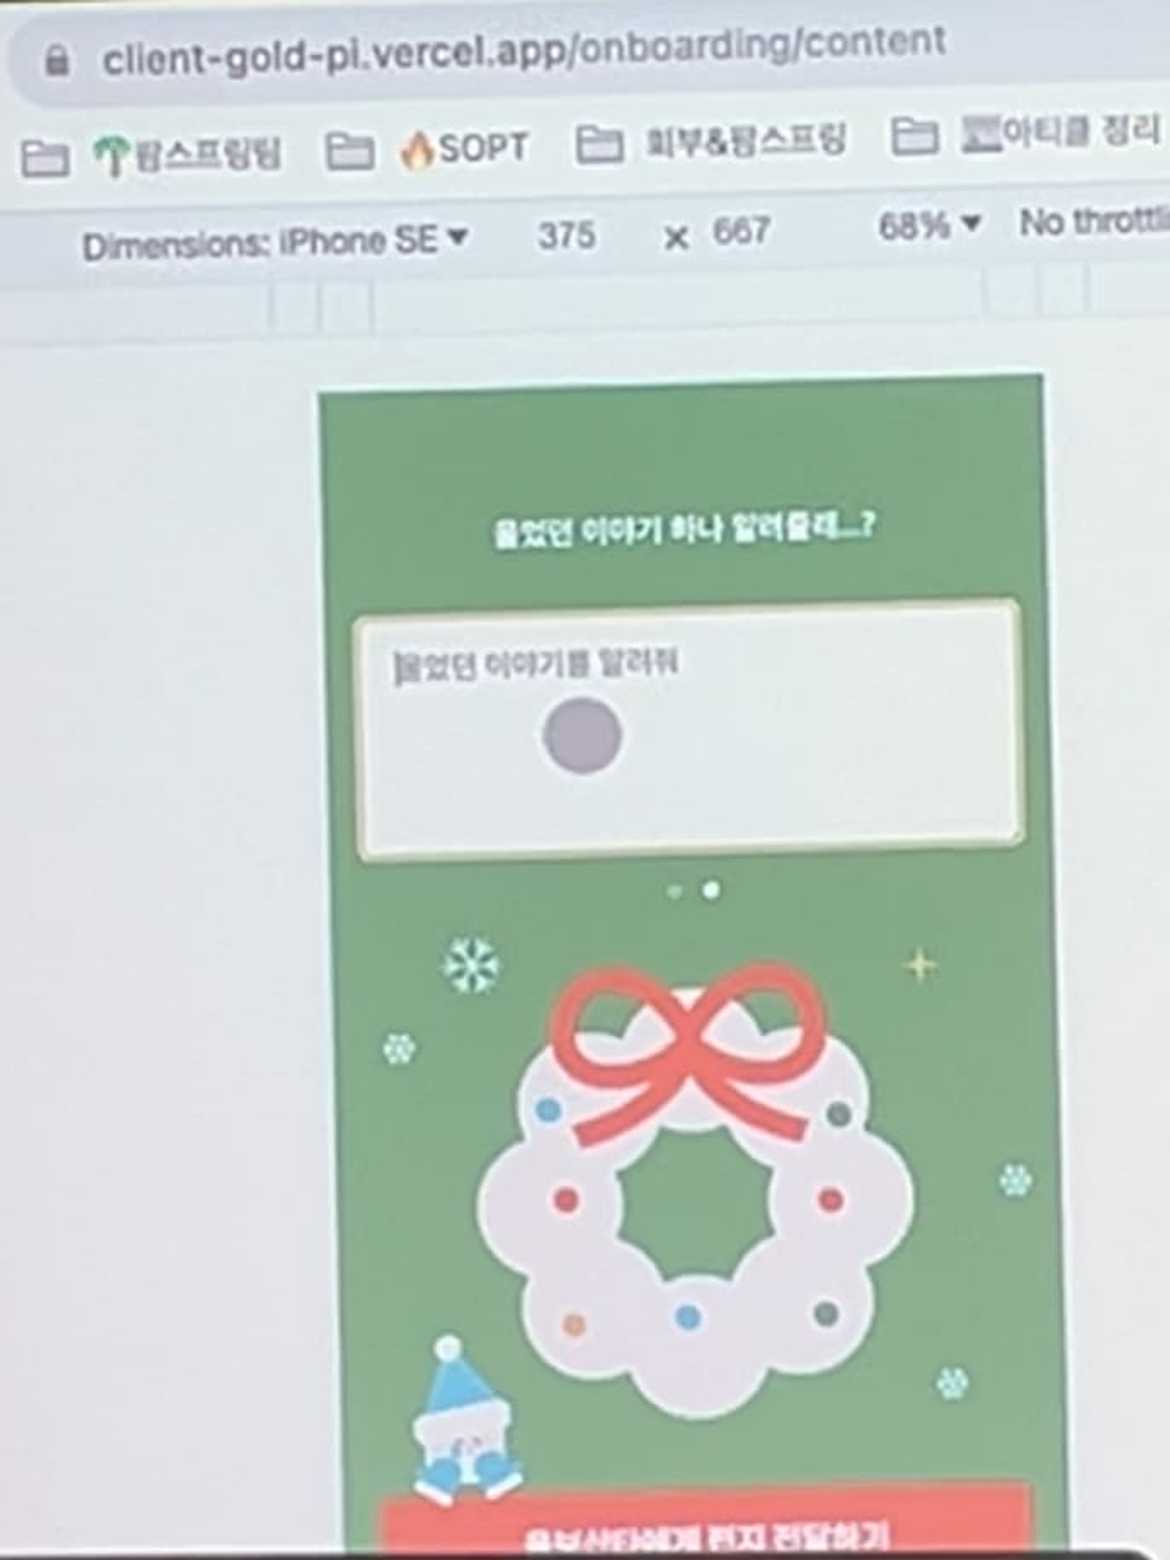 client-gold-pi.vercel.app/onboarding/content
팜스프링팀 SOPT 회부&팜스프링 아티클 정리
Dimensions: iPhone SE 375 x 667 68% No throttli
울었던 이야기 하나 알려줄래...?
울었던 이야기를 알려줘
울보산타에게 편지 전달하기